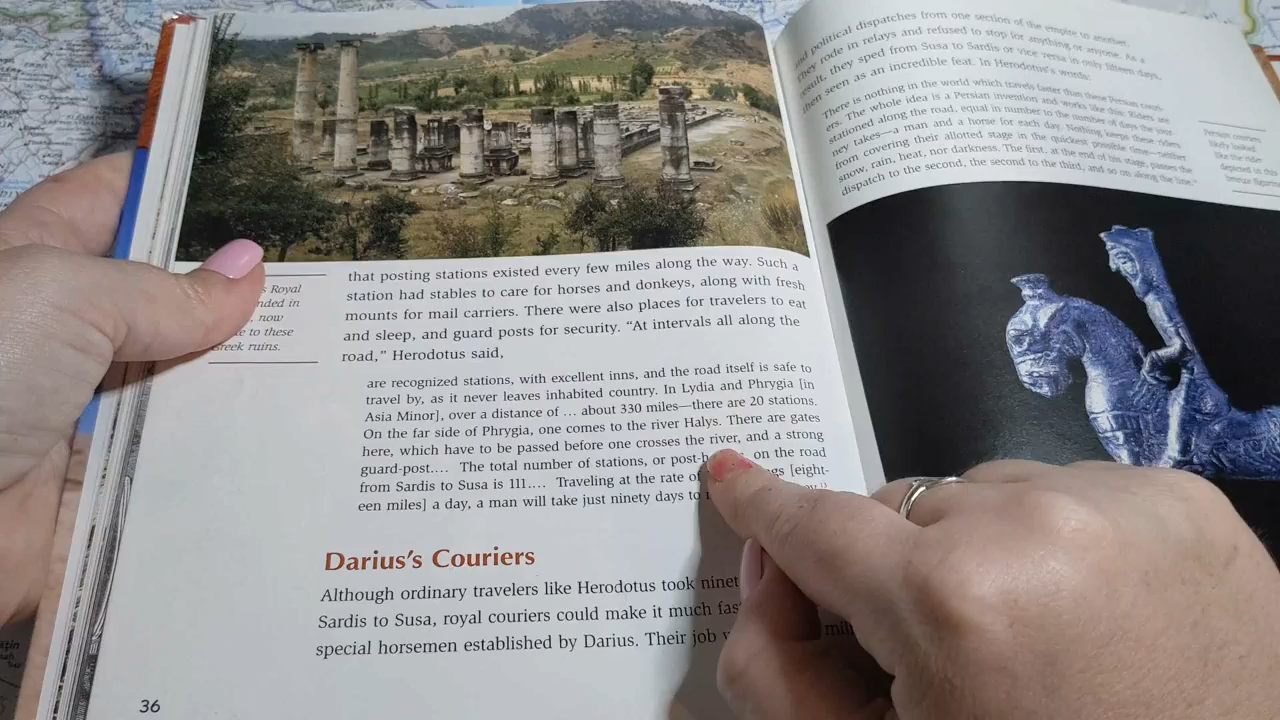 s Royal
nded in
, now
e to these
Greek ruins.
that posting stations existed every few miles along the way. Such a
station had stables to care for horses and donkeys, along with fresh
mounts for mail carriers. There were also places for travelers to eat
and sleep, and guard posts for security. “At intervals all along the
road,” Herodotus said,
are recognized stations, with excellent inns, and the road itself is safe to
travel by, as it never leaves inhabited country. In Lydia and Phrygia [in
Asia Minor], over a distance of … about 330 miles—there are 20 stations.
On the far side of Phrygia, one comes to the river Halys. There are gates
here, which have to be passed before one crosses the river, and a strong
guard-post.… The total number of stations, or post-h on the road
from Sardis to Susa is 111.… Traveling at the rate of gs [eight-
een miles] a day, a man will take just ninety days to
Darius’s Couriers
Although ordinary travelers like Herodotus took ninet
Sardis to Susa, royal couriers could make it much fas
special horsemen established by Darius. Their job
36
nd political dispatches from one section of the empire to another.
They rode in relays and refused to stop for anything or anyone. As a
result, they sped from Susa to Sardis or vice versa in only fifteen days,
then seen as an incredible feat. In Herodotus's words:
There is nothing in the world which travels faster than these Persian couri-
ers. The whole idea is a Persian invention and works like this: Riders are
stationed along the road, equal in number to the number of days the jour-
ney takes—a man and a horse for each day. Nothing keeps these riders
from covering their allotted stage in the quickest possible time—neither
snow, rain, heat, nor darkness. The first, at the end of his stage, passes the
dispatch to the second, the second to the third, and so on along the line.
Persian couriers
likely looked
like the rider
depicted in this
figure